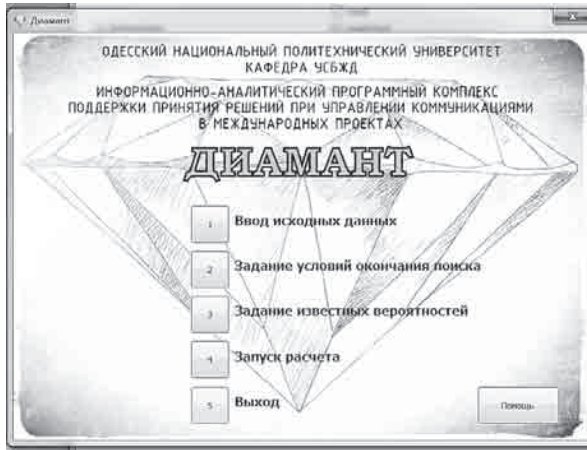 Диамант
ОДЕССКИЙ НАЦИОНАЛЬНЫЙ ПОЛИТЕХНИЧЕСКИЙ УНИВЕРСИТЕТ
КАФЕДРА УСБЖД
ИНФОРМАЦИОННО-АНАЛИТИЧЕСКИЙ ПРОГРАММНЫЙ КОМПЛЕКС
ПОДДЕРЖКИ ПРИНЯТИЯ РЕШЕНИЙ ПРИ УПРАВЛЕНИИ КОММУНИКАЦИЯМИ
В МЕЖДУНАРОДНЫХ ПРОЕКТАХ
ДИАМАНТ
1 Ввод исходных данных
2 Задание условий окончания поиска
3 Задание известных вероятностей
4 Запуск расчета
5 Выход
Помощь